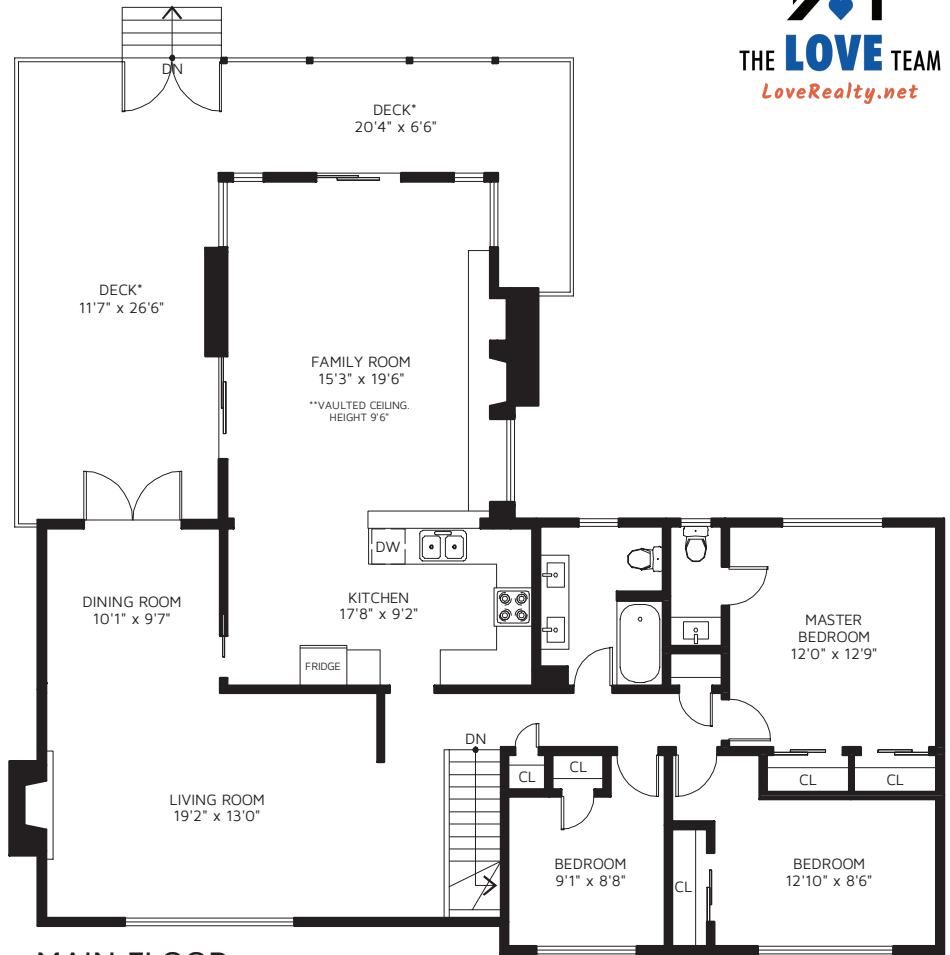 THE LOVE TEAM
LoveRealty.net
DN
DECK*
20'4" x 6'6"
DECK*
11'7" x 26'6"
FAMILY ROOM
15'3" x 19'6"
**VAULTED CEILING.
HEIGHT 9'6"
DW
KITCHEN
17'8" x 9'2"
FRIDGE
DINING ROOM
10'1" x 9'7"
MASTER
BEDROOM
12'0" x 12'9"
DN
CL
CL
CL
CL
LIVING ROOM
19'2" x 13'0"
BEDROOM
9'1" x 8'8"
CL
BEDROOM
12'10" x 8'6"
MAIN FLOOR